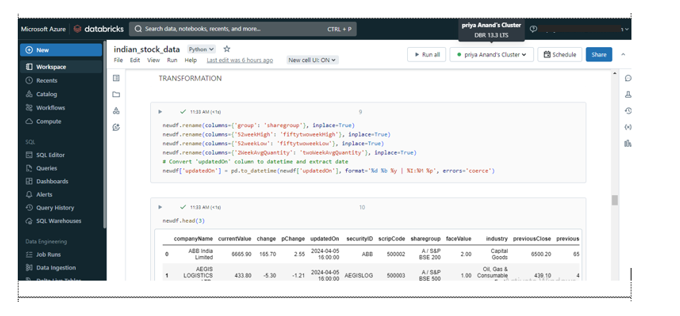 priya Anand's Cluster
DBR 13.3 LTS
Microsoft Azure databricks Search data, notebooks, recents, and more... CTRL + P
New
Workspace
Recents
Catalog
Workflows
Compute
SQL
SQL Editor
Queries
Dashboards
Alerts
Query History
SQL Warehouses
Data Engineering
Job Runs
Data Ingestion
Delta Live Tables
indian_stock_data Python
File Edit View Run Help Last edit was 6 hours ago New cell UI: ON
Run all priya Anand's Cluster Schedule Share
TRANSFORMATION
11:33 AM (<1s) 9
newdf.rename(columns={'group': 'sharegroup'}, inplace=True)
newdf.rename(columns={'52weekHigh': 'fiftytwoweekHigh'}, inplace=True)
newdf.rename(columns={'52weekLow': 'fiftytwoweekLow'}, inplace=True)
newdf.rename(columns={'2WeekAvgQuantity': 'twoWeekAvgQuantity'}, inplace=True)
# Convert 'updatedOn' column to datetime and extract date
newdf['updatedOn'] = pd.to_datetime(newdf['updatedOn'], format='%d %b %y | %I:%M %p', errors='coerce')
11:33 AM (<1s) 10
newdf.head(3)
companyName currentValue change pChange updatedOn securityID scripCode sharegroup faceValue industry previousClose previous
0 ABB India Limited 6665.90 165.70 2.55 2024-04-05 16:00:00 ABB 500002 A / S&P BSE 200 2.00 Capital Goods 6500.20 65
1 AEGIS LOGISTICS 433.80 -5.30 -1.21 2024-04-05 16:00:00 AEGISLOG 500003 A / S&P BSE 500 1.00 Oil, Gas & Consumable 439.10 4